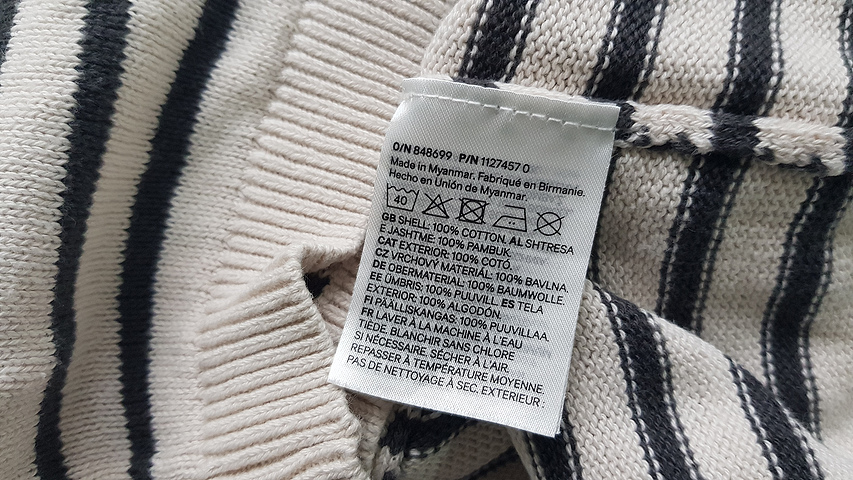 O/N 848699 P/N 1127457 0
Made in Myanmar. Fabriqué en Birmanie.
Hecho en Unión de Myanmar.
40
GB SHELL: 100% COTTON. AL SHTRESA
E JASHTME: 100% PAMBUK.
CAT EXTERIOR: 100% COTÓ.
CZ VRCHOVÝ MATERIÁL: 100% BAVLNA.
DE OBERMATERIAL: 100% BAUMWOLLE.
EE ÜMBRIS: 100% PUUVILL. ES TELA
EXTERIOR: 100% ALGODÓN.
FI PÄÄLLISKANGAS: 100% PUUVILLAA.
FR LAVER À LA MACHINE À L'EAU
TIÈDE. BLANCHIR SANS CHLORE
SI NÉCESSAIRE. SÉCHER À L'AIR.
REPASSER À TEMPÉRATURE MOYENNE.
PAS DE NETTOYAGE À SEC. EXTERIEUR :